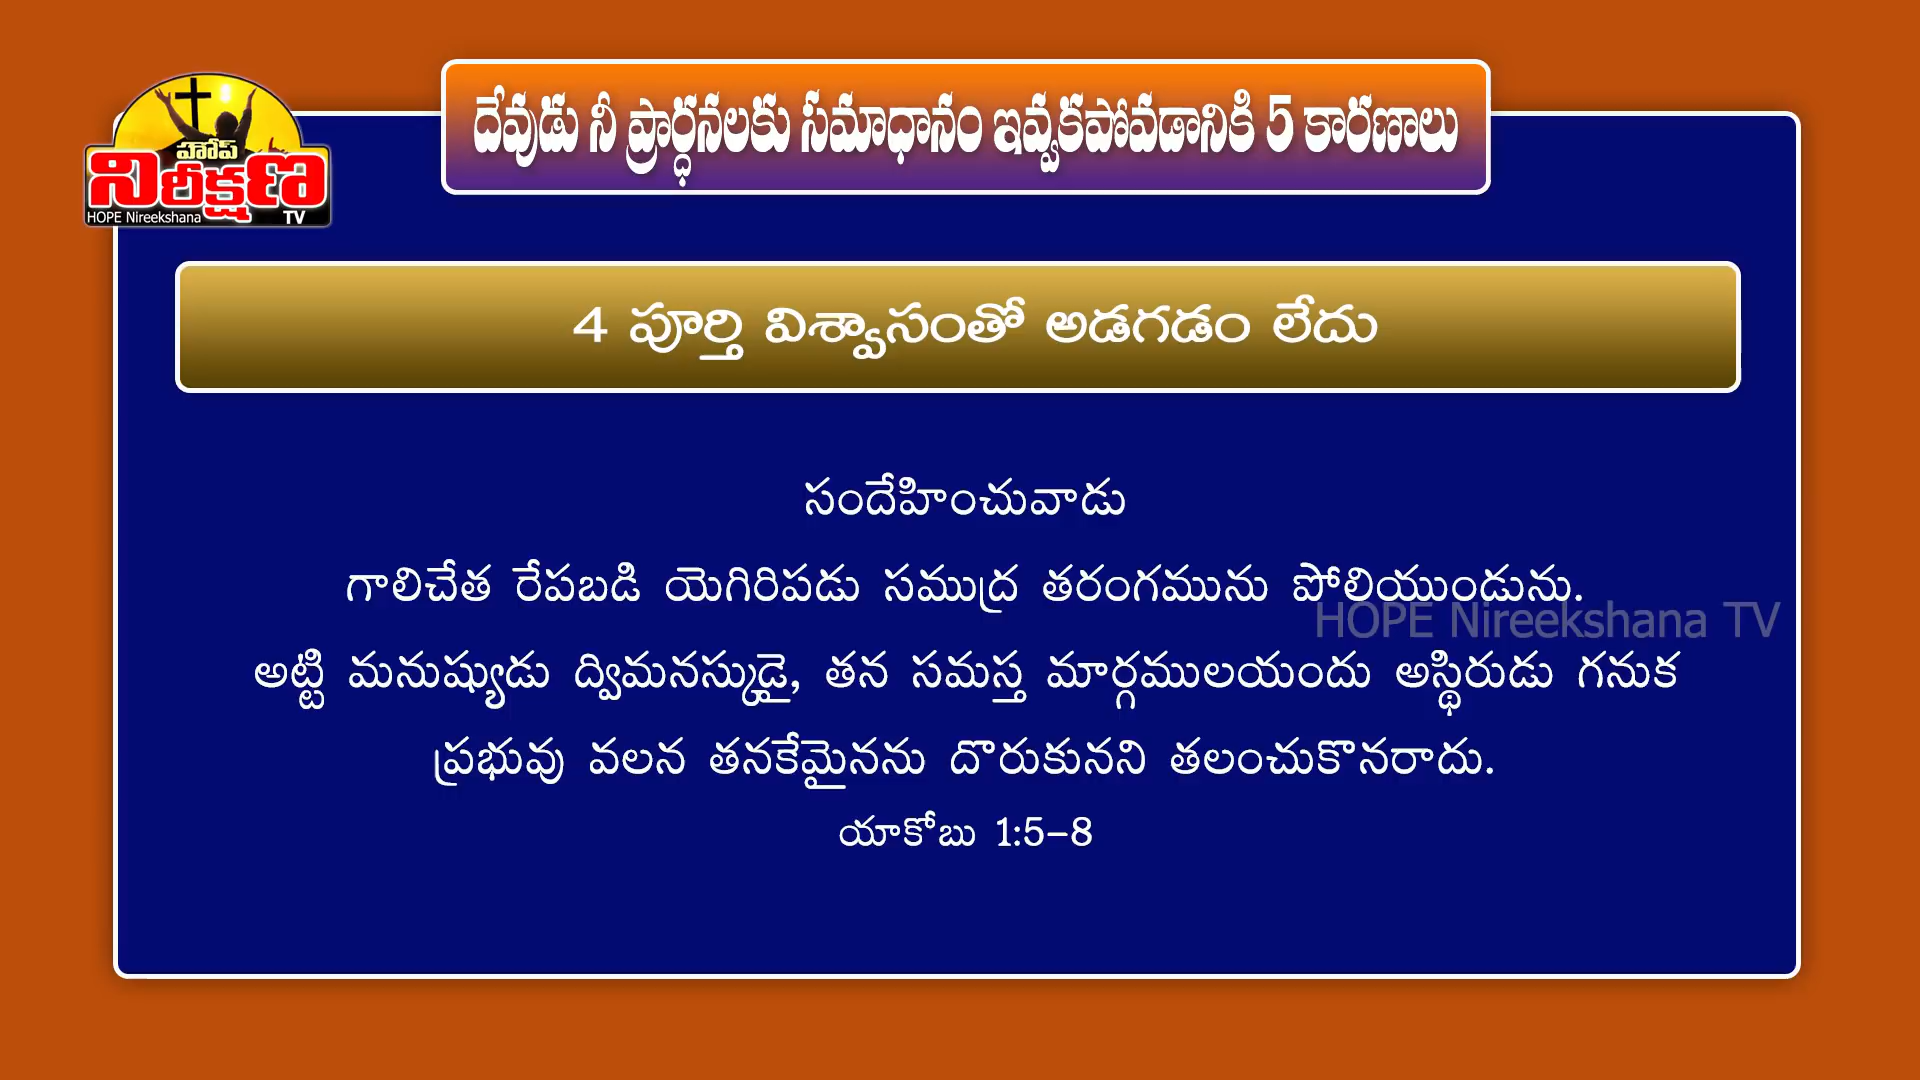 దేవుడు నీ ప్రార్ధనలకు సమాధానం ఇవ్వకపోవడానికి 5 కారణాలు
హోప్
నిరీక్షణ
HOPE Nireekshana TV
4 పూర్తి విశ్వాసంతో అడగడం లేదు
సందేహించువాడు
గాలిచేత రేపబడి యెగిరిపడు సముద్ర తరంగమును పోలియుండును.
HOPE Nireekshana TV
అట్టి మనుష్యుడు ద్విమనస్కుడై, తన సమస్త మార్గములయందు అస్థిరుడు గనుక
ప్రభువు వలన తనకేమైనను దొరుకునని తలంచుకొనరాదు.
యాకోబు 1:5-8